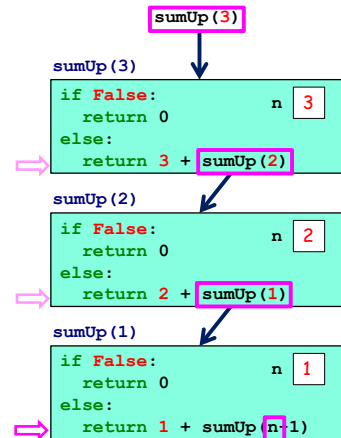 sumUp(3)
sumUp(3)
if False:
n 3
return 0
else:
return 3 + sumUp(2)
sumUp(2)
if False:
n 2
return 0
else:
return 2 + sumUp(1)
sumUp(1)
if False:
n 1
return 0
else:
return 1 + sumUp(n-1)